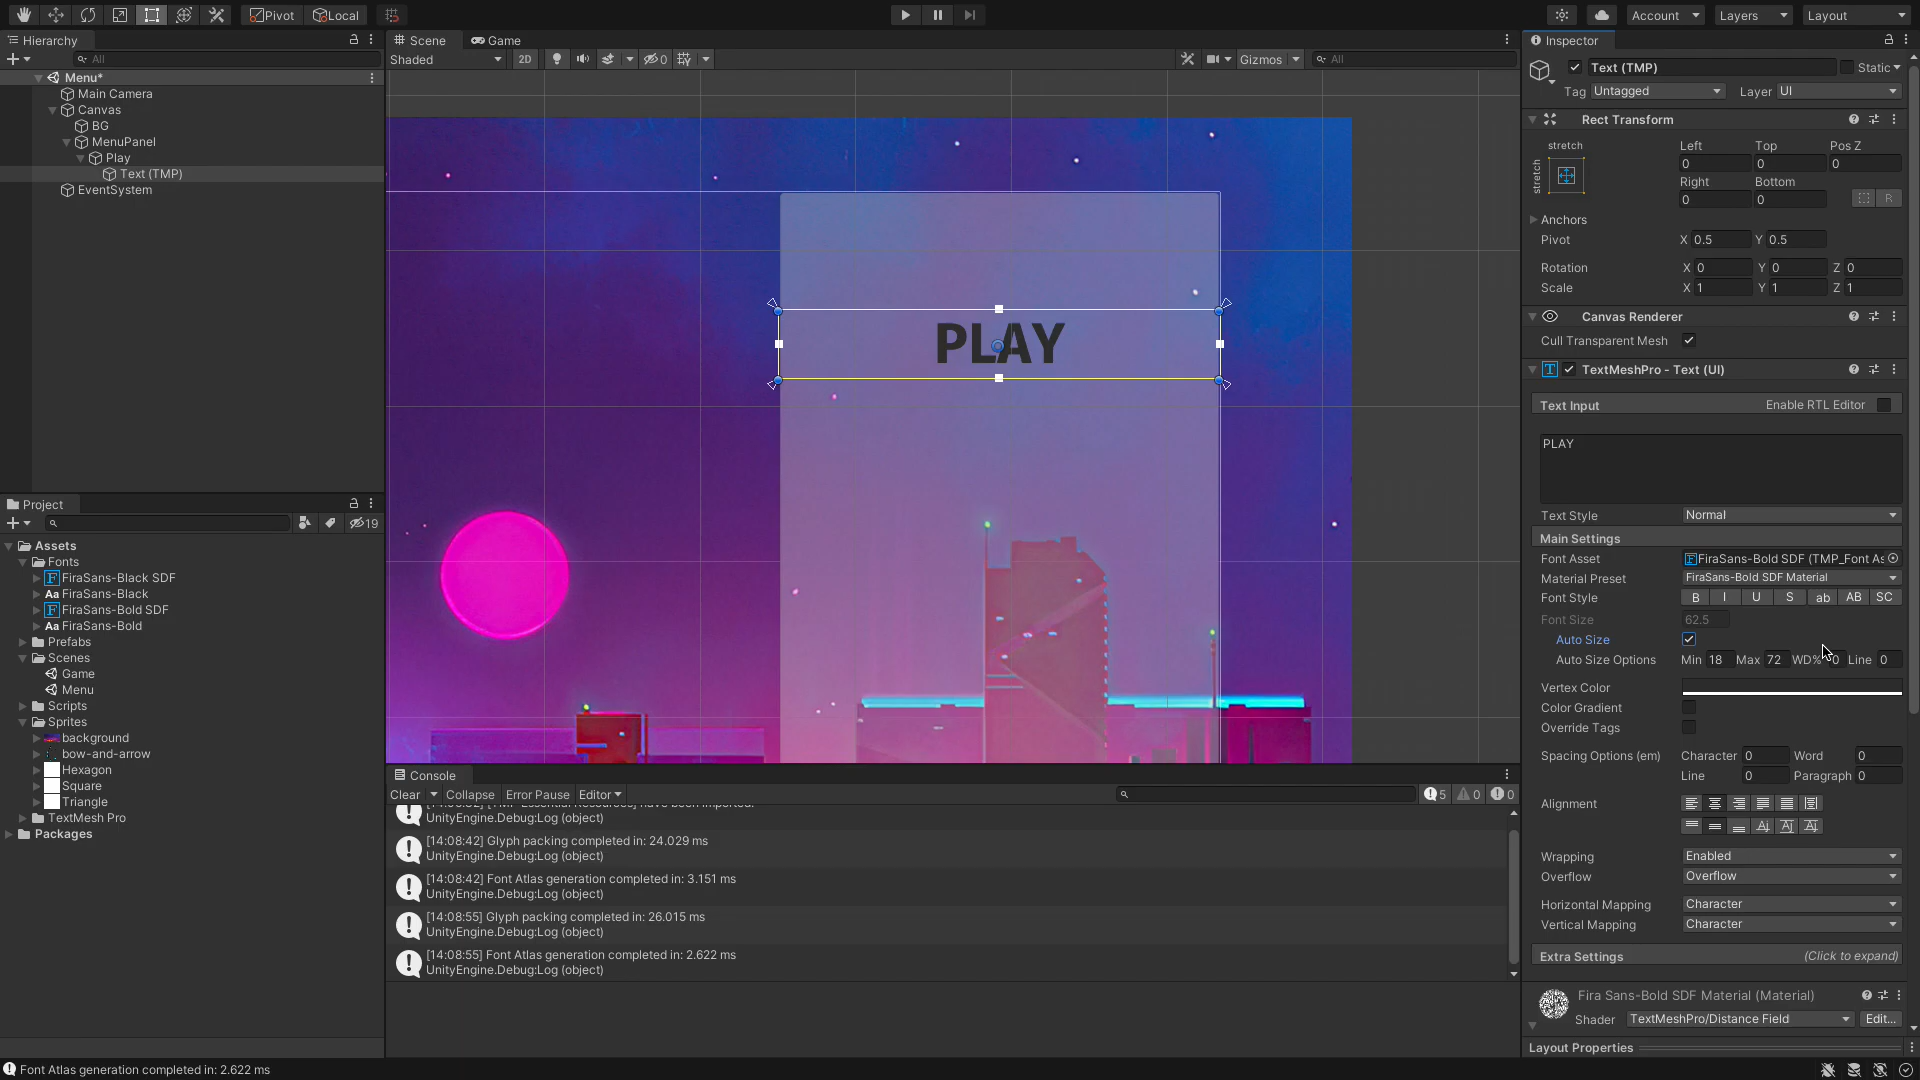 Pivot
Local
Account
Layers
Layout
Hierarchy
All
Menu*
Main Camera
Canvas
BG
MenuPanel
Play
Text (TMP)
EventSystem
Scene
Game
Shaded
2D
0
Gizmos
All
PLAY
Project
19
Assets
Fonts
FiraSans-Black SDF
Aa FiraSans-Black
FiraSans-Bold SDF
Aa FiraSans-Bold
Prefabs
Scenes
Game
Menu
Scripts
Sprites
background
bow-and-arrow
Hexagon
Square
Triangle
TextMesh Pro
Packages
Console
Clear
Collapse
Error Pause
Editor
5
0
0
UnityEngine.Debug:Log (object)
[14:08:42] Glyph packing completed in: 24.029 ms
UnityEngine.Debug:Log (object)
[14:08:42] Font Atlas generation completed in: 3.151 ms
UnityEngine.Debug:Log (object)
[14:08:55] Glyph packing completed in: 26.015 ms
UnityEngine.Debug:Log (object)
[14:08:55] Font Atlas generation completed in: 2.622 ms
UnityEngine.Debug:Log (object)
Font Atlas generation completed in: 2.622 ms
Inspector
Text (TMP)
Static
Tag Untagged Layer UI
Rect Transform
stretch
stretch
Left Top Pos Z
0 0 0
Right Bottom
0 0 R
Anchors
Pivot X 0.5 Y 0.5
Rotation X 0 Y 0 Z 0
Scale X 1 Y 1 Z 1
Canvas Renderer
Cull Transparent Mesh
TextMeshPro - Text (UI)
Text Input Enable RTL Editor
PLAY
Text Style Normal
Main Settings
Font Asset FiraSans-Bold SDF (TMP_Font As
Material Preset FiraSans-Bold SDF Material
Font Style B I U S ab AB SC
Font Size 62.5
Auto Size
Auto Size Options Min 18 Max 72 WD% 0 Line 0
Vertex Color
Color Gradient
Override Tags
Spacing Options (em) Character 0 Word 0
Line 0 Paragraph 0
Alignment
Wrapping Enabled
Overflow Overflow
Horizontal Mapping Character
Vertical Mapping Character
Extra Settings (Click to expand)
Fira Sans-Bold SDF Material (Material)
Shader TextMeshPro/Distance Field Edit...
Layout Properties